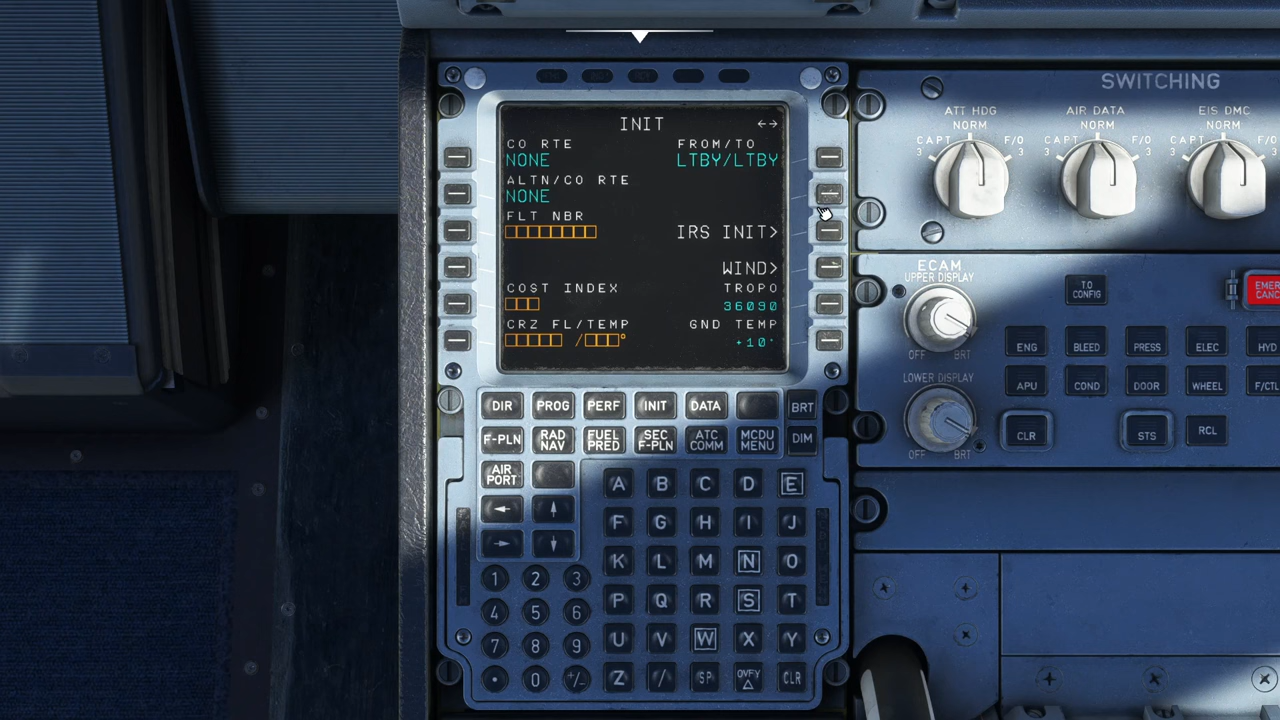 INIT ←→
CO RTE FROM/TO
NONE LTBY/LTBY
ALTN/CO RTE
NONE
FLT NBR
IRS INIT>
WIND>
COST INDEX TROPO
36090
CRZ FL/TEMP GND TEMP
/ ° +10°
DIR PROG PERF INIT DATA BRT
F-PLN RAD NAV FUEL PRED SEC F-PLN ATC COMM MCDU MENU DIM
AIR PORT
← ↑
→ ↓
A B C D E
F G H I J
K L M N O
1 2 3
P Q R S T
4 5 6
U V W X Y
7 8 9
Z / SP OVFY Δ CLR
. 0 +/-
SWITCHING
ATT HDG AIR DATA EIS DMC
NORM NORM NORM
CAPT F/O CAPT F/O CAPT F/O
3 3 3 3 3 3
ECAM
UPPER DISPLAY
OFF BRT
LOWER DISPLAY
OFF BRT
TO CONFIG
EMER CANC
ENG BLEED PRESS ELEC HYD
APU COND DOOR WHEEL F/CTL
CLR STS RCL